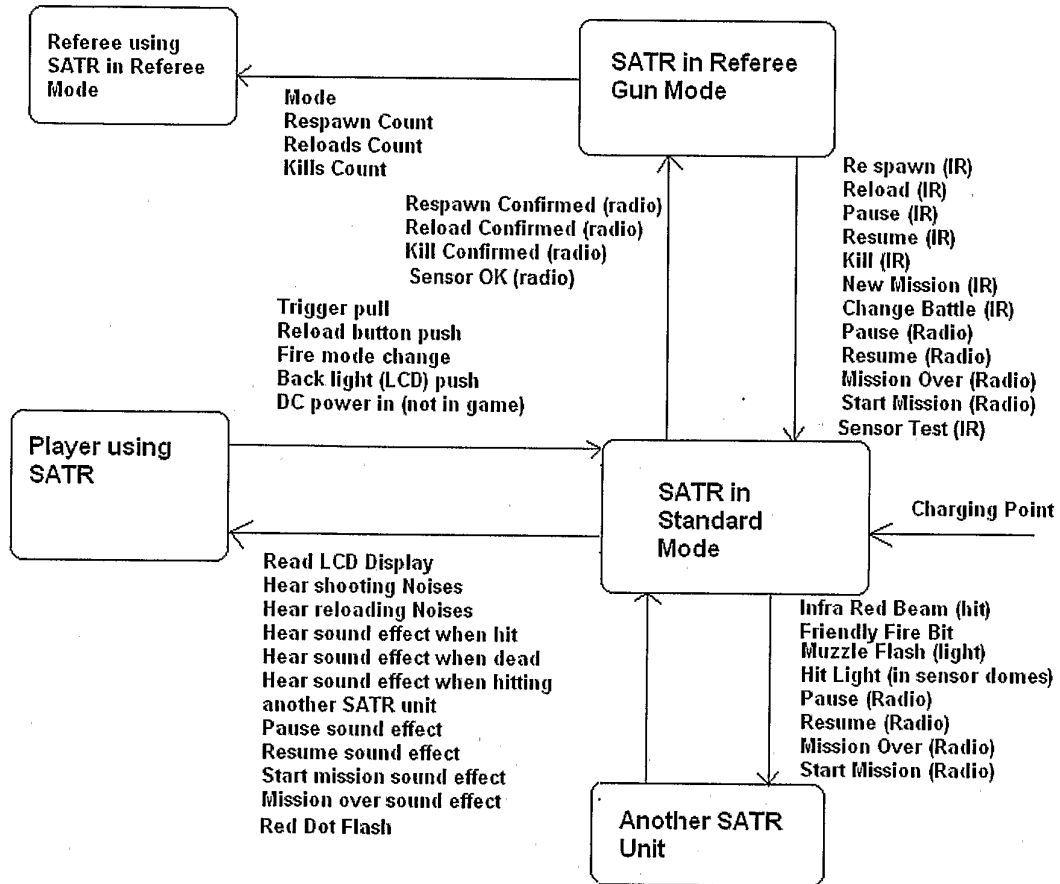 Referee using
SATR in Referee
Mode
SATR in Referee
Gun Mode
Mode
Respawn Count
Reloads Count
Kills Count
Respawn Confirmed (radio)
Reload Confirmed (radio)
Kill Confirmed (radio)
Sensor OK (radio)
Re spawn (IR)
Reload (IR)
Pause (IR)
Resume (IR)
Kill (IR)
New Mission (IR)
Change Battle (IR)
Pause (Radio)
Resume (Radio)
Mission Over (Radio)
Start Mission (Radio)
Sensor Test (IR)
Trigger pull
Reload button push
Fire mode change
Back light (LCD) push
DC power in (not in game)
Player using
SATR
SATR in
Standard
Mode
Charging Point
Read LCD Display
Hear shooting Noises
Hear reloading Noises
Hear sound effect when hit
Hear sound effect when dead
Hear sound effect when hitting
another SATR unit
Pause sound effect
Resume sound effect
Start mission sound effect
Mission over sound effect
Red Dot Flash
Infra Red Beam (hit)
Friendly Fire Bit
Muzzle Flash (light)
Hit Light (in sensor domes)
Pause (Radio)
Resume (Radio)
Mission Over (Radio)
Start Mission (Radio)
Another SATR
Unit